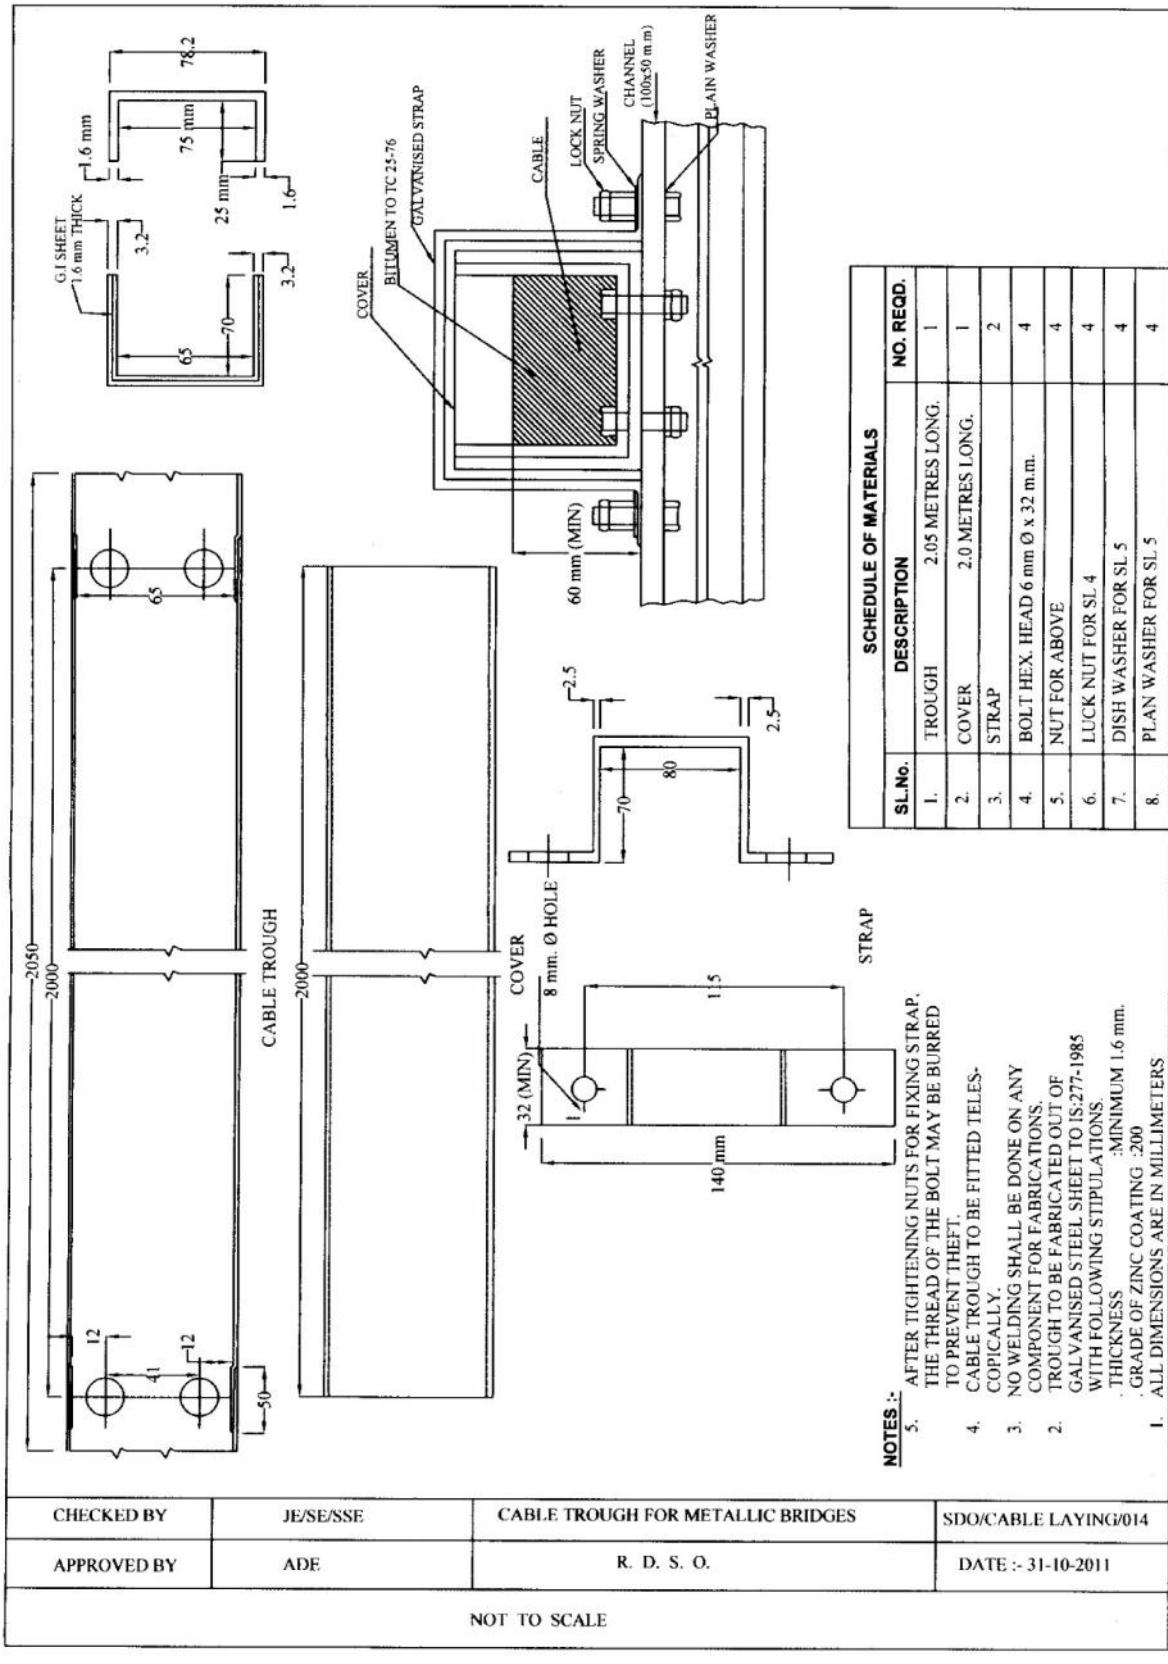 2050
2000
65
12
41
12
50
CABLE TROUGH
2000
COVER
G.I SHEET
1.6 mm THICK
3.2
65
70
3.2
1.6 mm
78.2
75 mm
25 mm
1.6
COVER
BITUMEN TO TC 25-76
GALVANISED STRAP
CABLE
LOCK NUT
SPRING WASHER
CHANNEL
(100x50 m.m)
PLAIN WASHER
60 mm (MIN)
32 (MIN)
8 mm. Ø HOLE
115
140 mm
STRAP
2.5
80
70
2.5
SCHEDULE OF MATERIALS
SL.No. DESCRIPTION NO. REQD.
1. TROUGH 2.05 METRES LONG. 1
2. COVER 2.0 METRES LONG. 1
3. STRAP 2
4. BOLT HEX. HEAD 6 mm Ø x 32 m.m. 4
5. NUT FOR ABOVE 4
6. LUCK NUT FOR SL 4 4
7. DISH WASHER FOR SL 5 4
8. PLAN WASHER FOR SL 5 4
NOTES :-
5. AFTER TIGHTENING NUTS FOR FIXING STRAP.
THE THREAD OF THE BOLT MAY BE BURRED
TO PREVENT THEFT.
4. CABLE TROUGH TO BE FITTED TELES-
COPICALLY.
3. NO WELDING SHALL BE DONE ON ANY
COMPONENT FOR FABRICATIONS.
2. TROUGH TO BE FABRICATED OUT OF
GALVANISED STEEL SHEET TO IS:277-1985
WITH FOLLOWING STIPULATIONS.
. THICKNESS :MINIMUM 1.6 mm.
. GRADE OF ZINC COATING :200
1. ALL DIMENSIONS ARE IN MILLIMETERS
CHECKED BY JE/SE/SSE CABLE TROUGH FOR METALLIC BRIDGES SDO/CABLE LAYING/014
APPROVED BY ADE R. D. S. O. DATE :- 31-10-2011
NOT TO SCALE